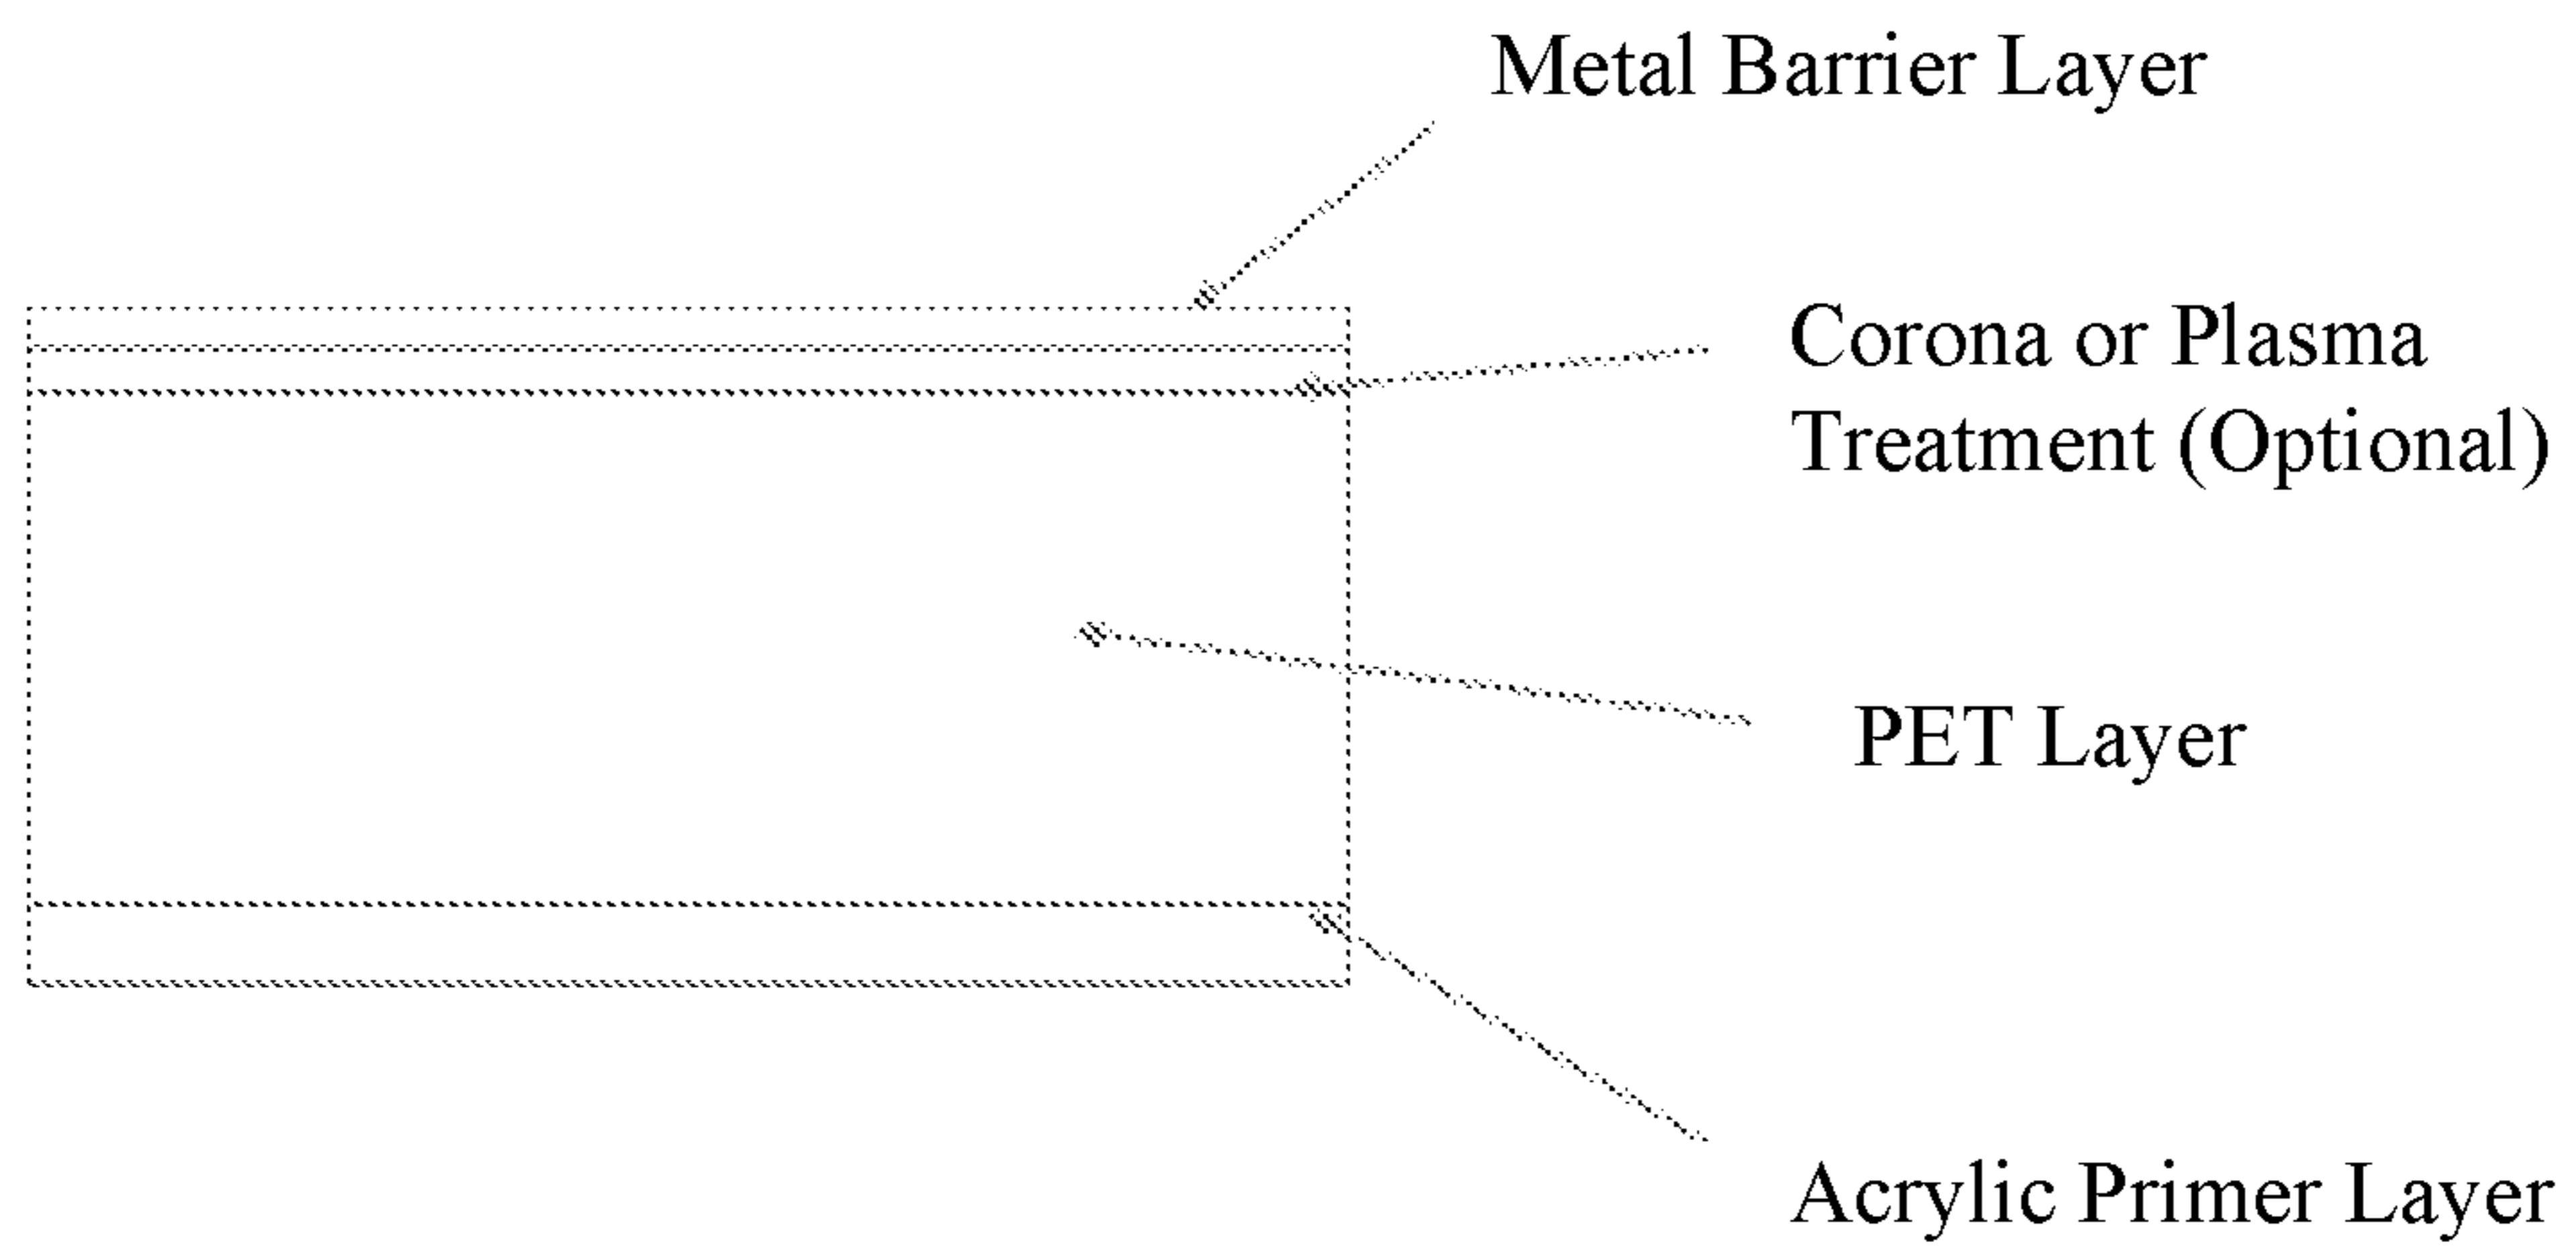 Metal Barrier Layer
Corona or Plasma
Treatment (Optional)
PET Layer
Acrylic Primer Layer